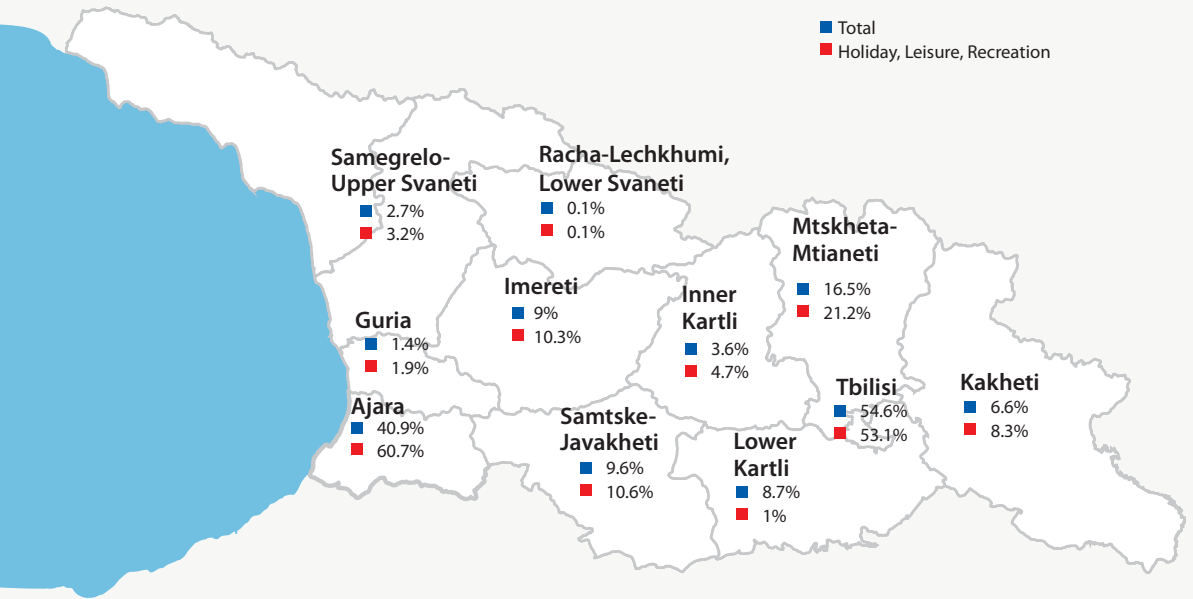 Total
Holiday, Leisure, Recreation
Samegrelo-
Upper Svaneti
2.7%
3.2%
Racha-Lechkhumi,
Lower Svaneti
0.1%
0.1%
Mtskheta-
Mtianeti
16.5%
21.2%
Imereti
9%
10.3%
Inner
Kartli
3.6%
4.7%
Guria
1.4%
1.9%
Tbilisi
54.6%
53.1%
Kakheti
6.6%
8.3%
Ajara
40.9%
60.7%
Samtske-
Javakheti
9.6%
10.6%
Lower
Kartli
8.7%
1%